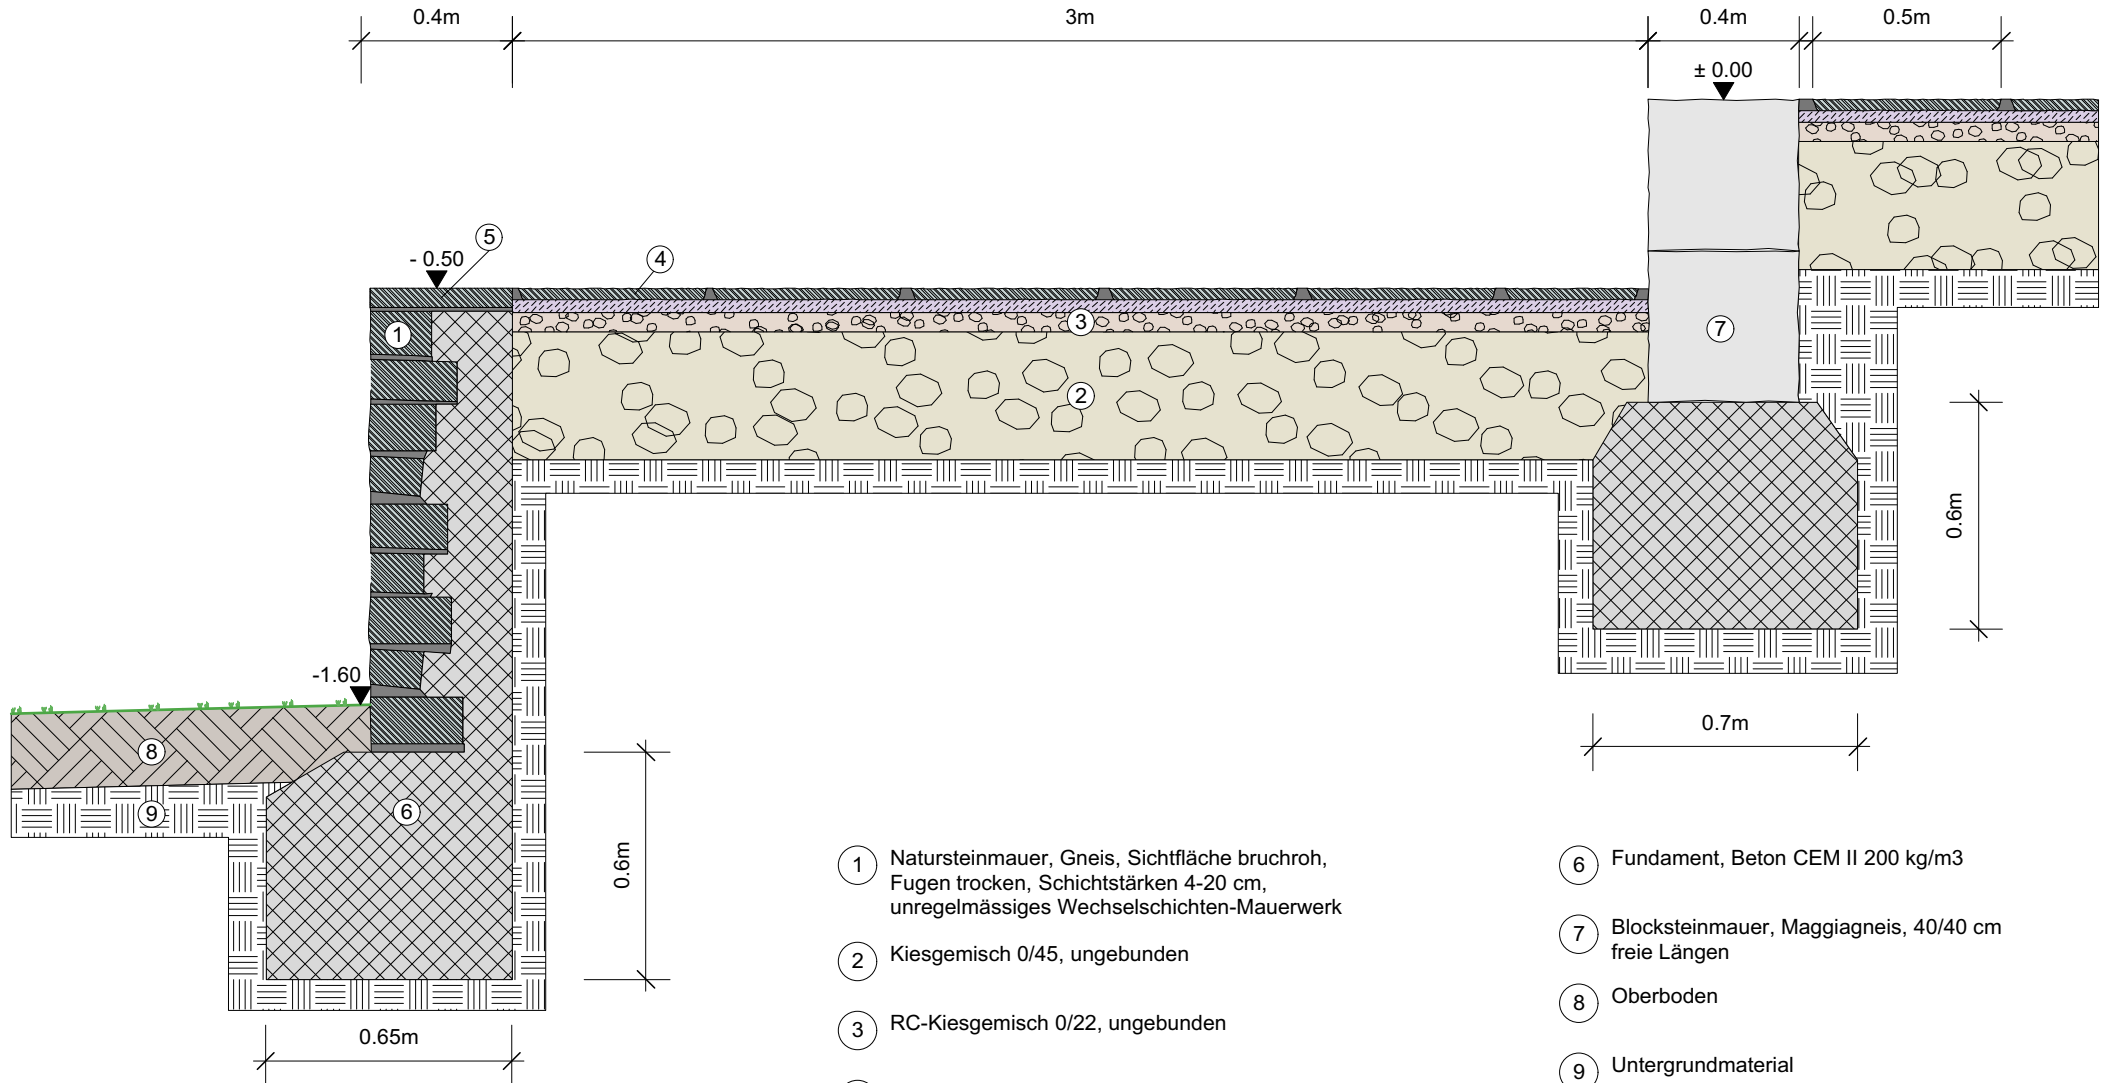 0.4m
3m
0.4m
0.5m
± 0.00
5
- 0.50
4
1
3
7
2
0.6m
-1.60
0.7m
8
9
6
0.6m
0.65m
1 Natursteinmauer, Gneis, Sichtfläche bruchroh,
Fugen trocken, Schichtstärken 4-20 cm,
unregelmässiges Wechselschichten-Mauerwerk
2 Kiesgemisch 0/45, ungebunden
3 RC-Kiesgemisch 0/22, ungebunden
6 Fundament, Beton CEM II 200 kg/m3
7 Blocksteinmauer, Maggiagneis, 40/40 cm
freie Längen
8 Oberboden
9 Untergrundmaterial